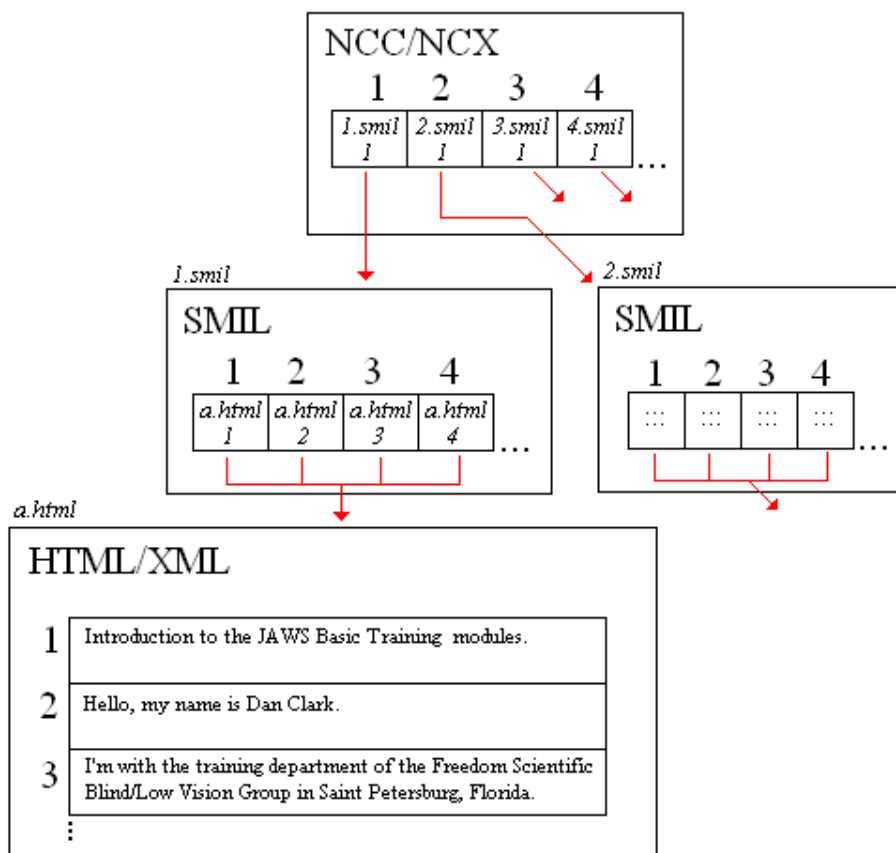 NCC/NCX
1 2 3 4
1.smil 2.smil 3.smil 4.smil
1 1 1 1 ...
1.smil
2.smil
SMIL
1 2 3 4
a.html a.html a.html a.html
1 2 3 4 ...
SMIL
1 2 3 4
::: ::: ::: ::: ...
a.html
HTML/XML
1 Introduction to the JAWS Basic Training modules.
2 Hello, my name is Dan Clark.
3 I'm with the training department of the Freedom Scientific
Blind/Low Vision Group in Saint Petersburg, Florida.
⋮